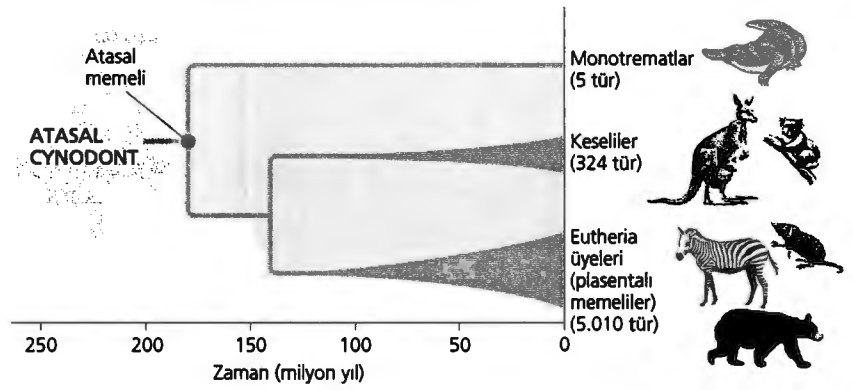 Atasal
memeli
ATASAL
CYNODONT
Monotrematlar
(5 tür)
Keseliler
(324 tür)
Eutheria
üyeleri
(plasentalı
memeliler)
(5.010 tür)
250 200 150 100 50 0
Zaman (milyon yıl)